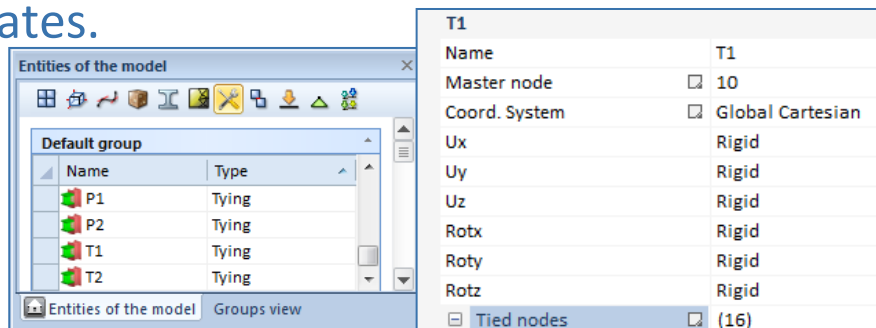 ates.
Entities of the model
Default group
Name Type
P1 Tying
P2 Tying
T1 Tying
T2 Tying
Entities of the model Groups view
T1
Name T1
Master node 10
Coord. System Global Cartesian
Ux Rigid
Uy Rigid
Uz Rigid
Rotx Rigid
Roty Rigid
Rotz Rigid
Tied nodes (16)